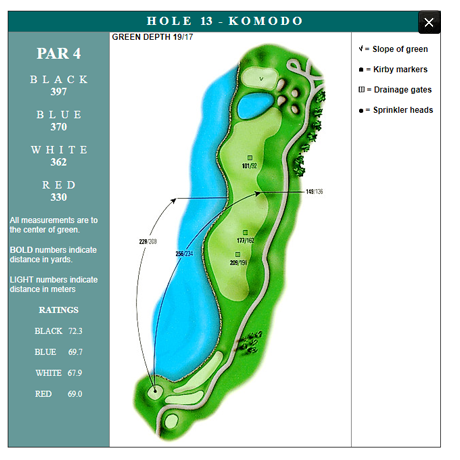 HOLE 13 - KOMODO
GREEN DEPTH 19/17
PAR 4
BLACK
397
BLUE
370
WHITE
362
RED
330
All measurements are to
the center of green.
BOLD numbers indicate
distance in yards.
LIGHT numbers indicate
distance in meters
RATINGS
BLACK 72.3
BLUE 69.7
WHITE 67.9
RED 69.0
= Slope of green
= Kirby markers
= Drainage gates
= Sprinkler heads
101/92
149/136
228/208
256/234
177/162
209/191